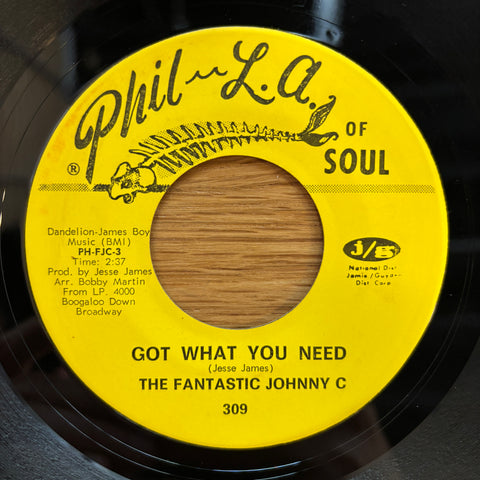 Phil-L.A.
OF
SOUL
®
Dandelion-James Boy
Music (BMI)
PH-FJC-3
Time: 2:37
Prod. by Jesse James
Arr. Bobby Martin
From LP. 4000
Boogaloo Down
Broadway
j/g
National Dist
Jamie/Guyden
Dist Corp.
GOT WHAT YOU NEED
(Jesse James)
THE FANTASTIC JOHNNY C
309